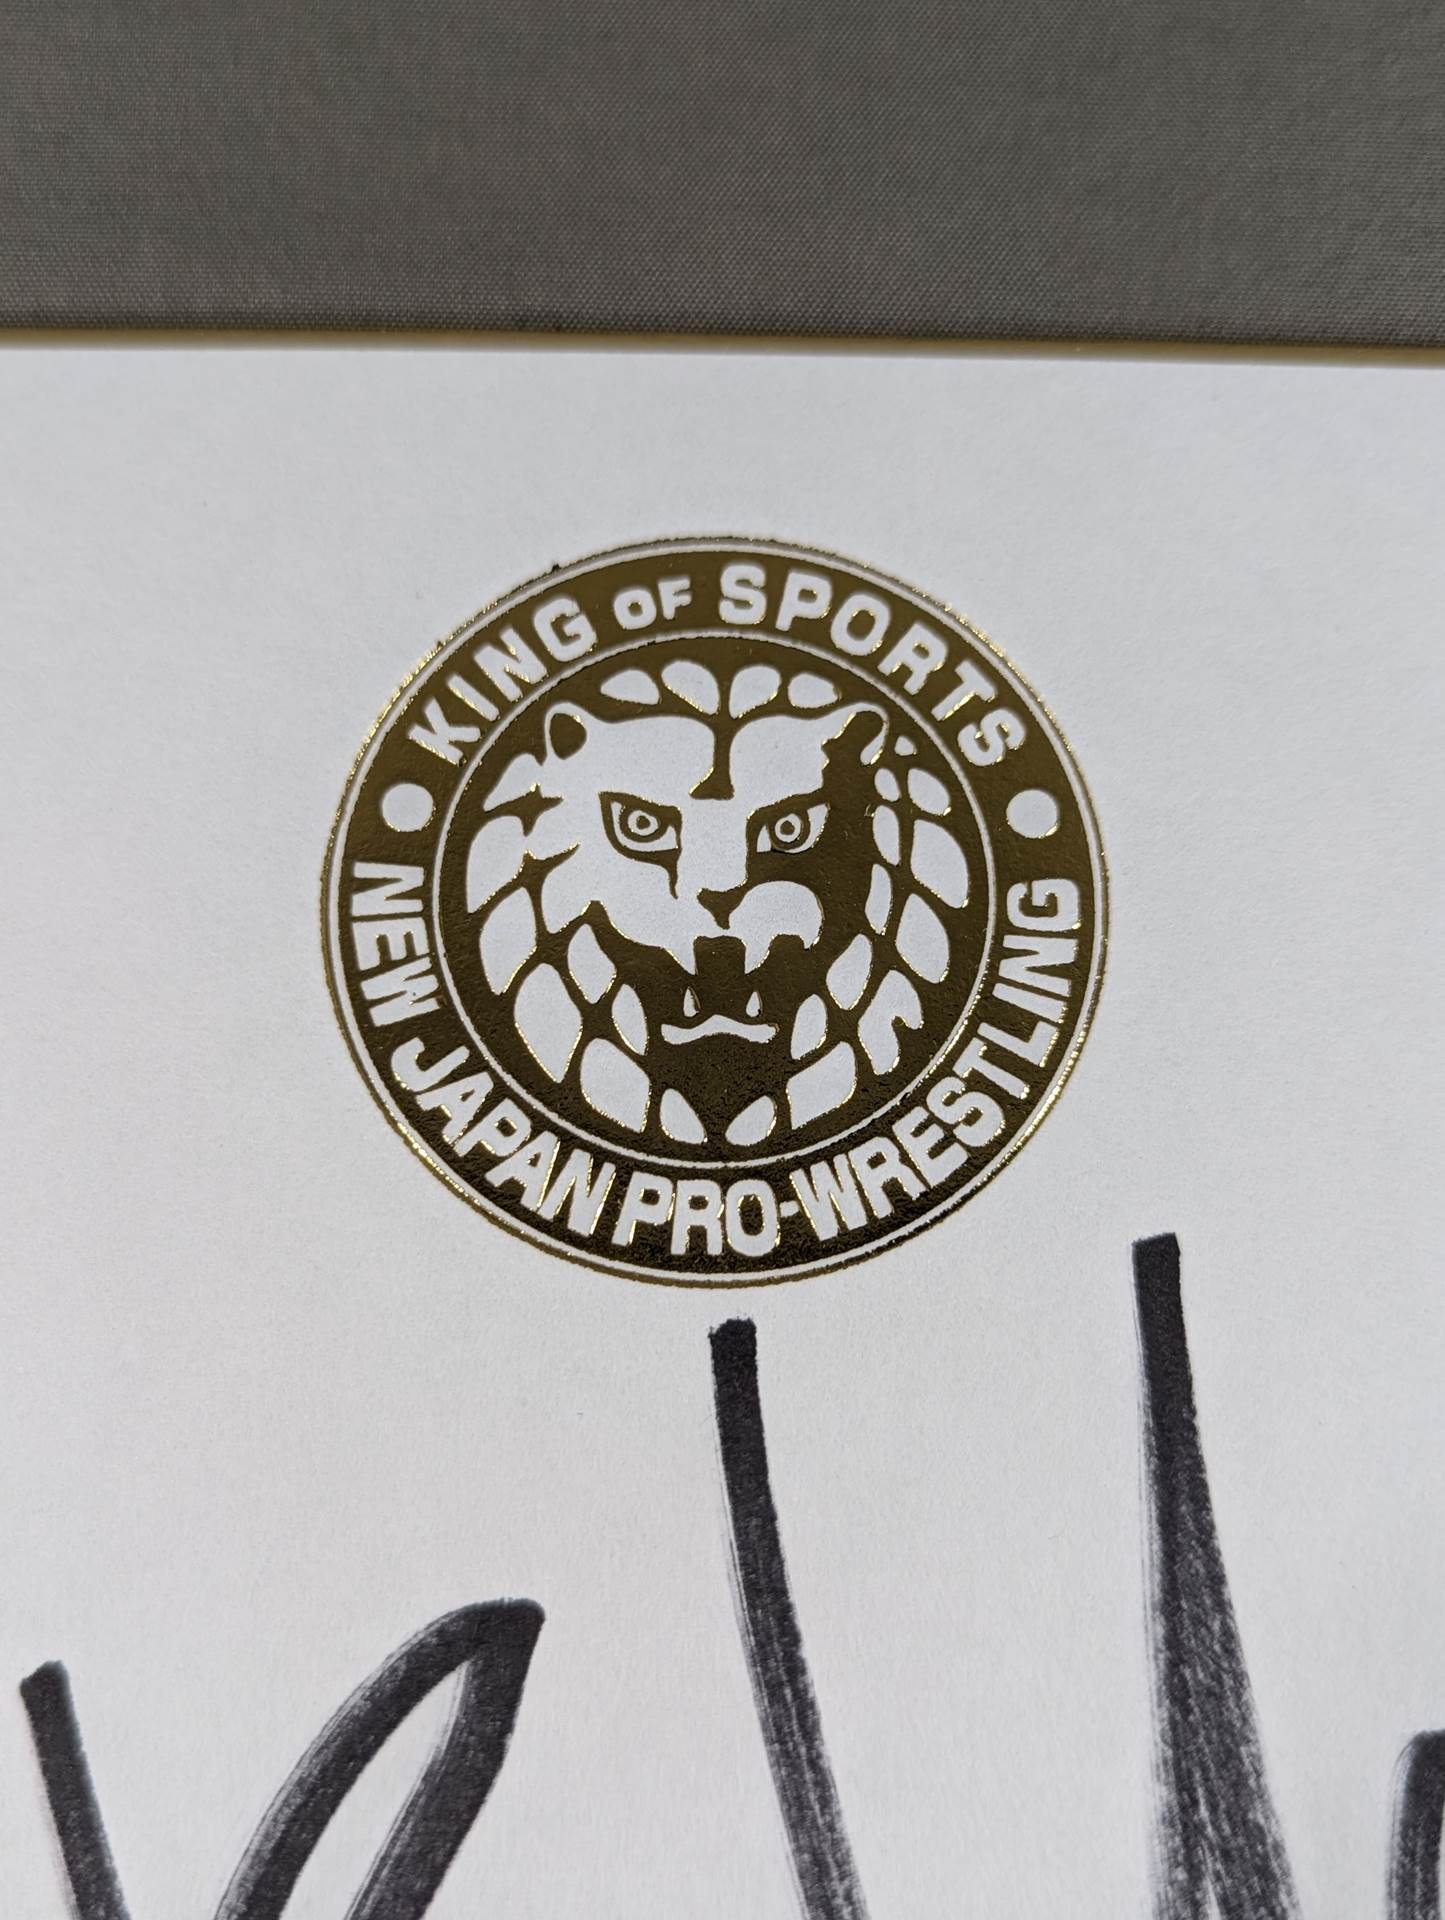 KING OF SPORTS
NEW JAPAN PRO-WRESTLING